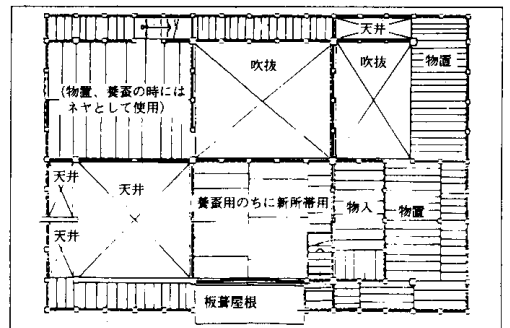 天井
吹抜
吹抜
物置
(物置、養蚕の時には
ネヤとして使用)
天井
天井
養蚕用のちに新所帯用
物入
物置
天井
板葺屋根